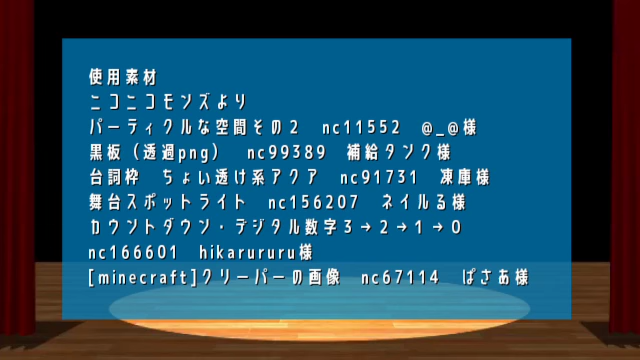 使用素材
ニコニコモンズより
パーティクルな空間その２　nc11552　@_@様
黒板（透過png）　nc99389　補給タンク様
台詞枠　ちょい透け系アクア　nc91731　凍庫様
舞台スポットライト　nc156207　ネイルる様
カウントダウン・デジタル数字３→２→１→０
nc166601　hikarururu様
[minecraft]クリーパーの画像　nc67114　ぱさあ様